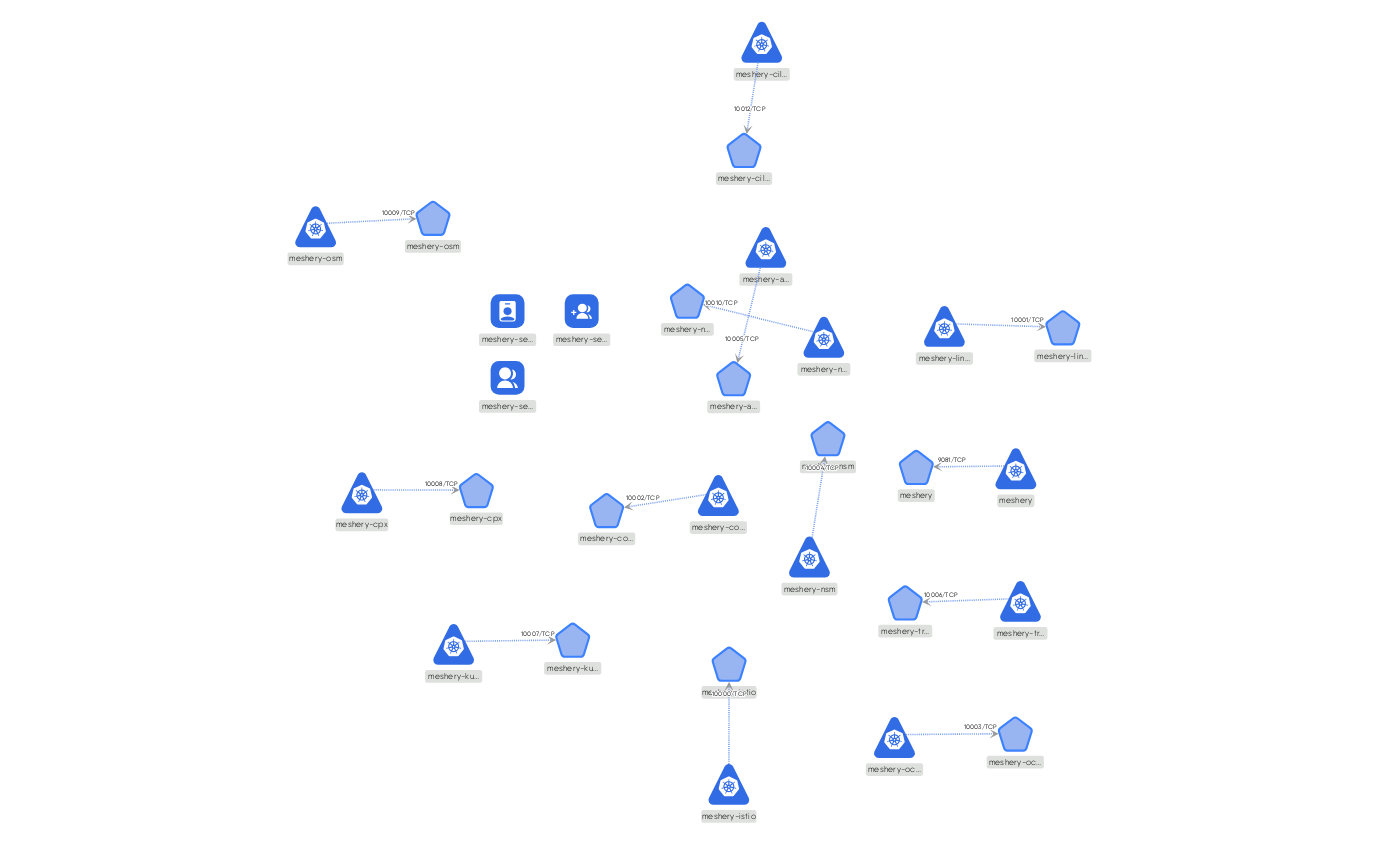 meshery-cil...
10012/TCP
meshery-cil...
10009/TCP
meshery-osm
meshery-osm
meshery-a...
10010/TCP
meshery-n...
10005/TCP
meshery-n...
meshery-a...
10001/TCP
meshery-lin...
meshery-lin...
meshery-se...
meshery-se...
meshery-se...
nsm
9081/TCP
meshery
meshery
10008/TCP
meshery-cpx
meshery-cpx
10002/TCP
meshery-co...
meshery-co...
meshery-nsm
10006/TCP
meshery-tr...
meshery-tr...
10007/TCP
meshery-ku...
meshery-ku...
10000/TCP
meshery-istio
10003/TCP
meshery-oc...
meshery-oc...